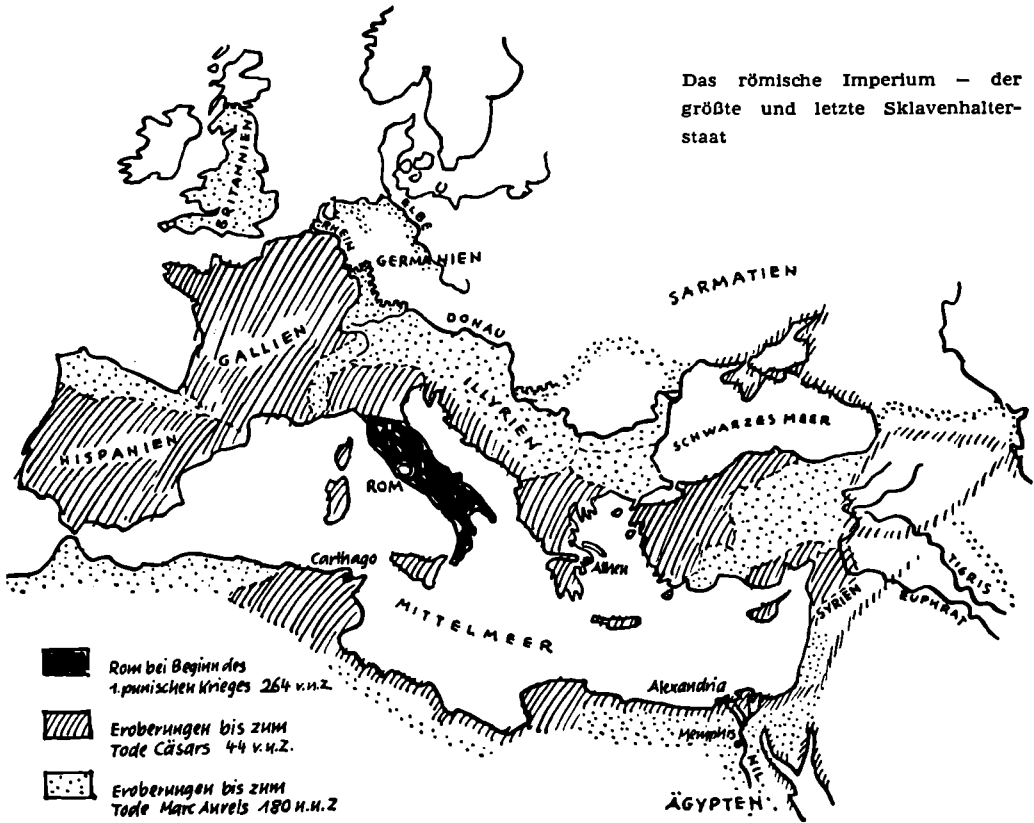 Das römische Imperium — der
größte und letzte Sklavenhalter-
staat
BRITANNIEN
ELBE
RHEIN
GERMANIEN
SARMATIEN
DONAU
GALLIEN
ILLYRIEN
SCHWARZES MEER
HISPANIEN
ROM
Carthago
Athen
TIGRIS
SYRIEN
EUPHRAT
MITTELMEER
Alexandria
Memphis
NIL
ÄGYPTEN
Rom bei Beginn des
1. punischen Krieges 264 v.u.Z
Eroberungen bis zum
Tode Cäsars 44 v.u.Z.
Eroberungen bis zum
Tode Marc Aurels 180 u.u.Z